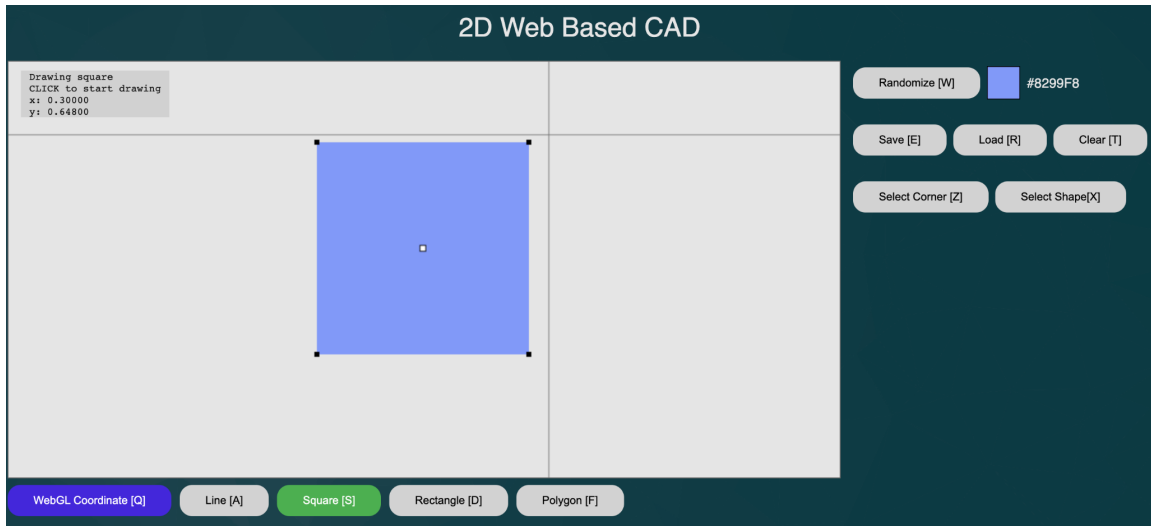 2D Web Based CAD
Drawing square
CLICK to start drawing
x: 0.30000
y: 0.64800
Randomize [W]
#8299F8
Save [E]
Load [R]
Clear [T]
Select Corner [Z]
Select Shape[X]
WebGL Coordinate [Q]
Line [A]
Square [S]
Rectangle [D]
Polygon [F]